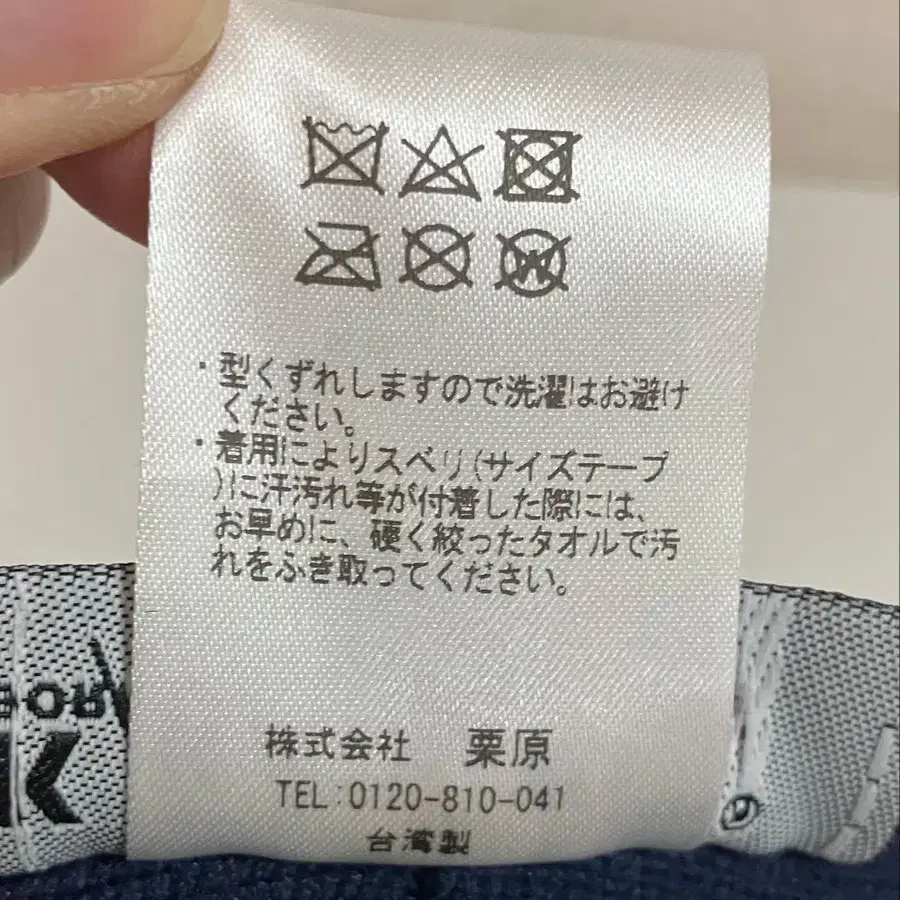 W
・型くずれしますので洗濯はお避け
ください。
・着用によりスベリ(サイズテープ
)に汗汚れ等が付着した際には、
お早めに、硬く絞ったタオルで汚
れをふき取ってください。
株式会社 栗原
TEL:0120-810-041
台湾製